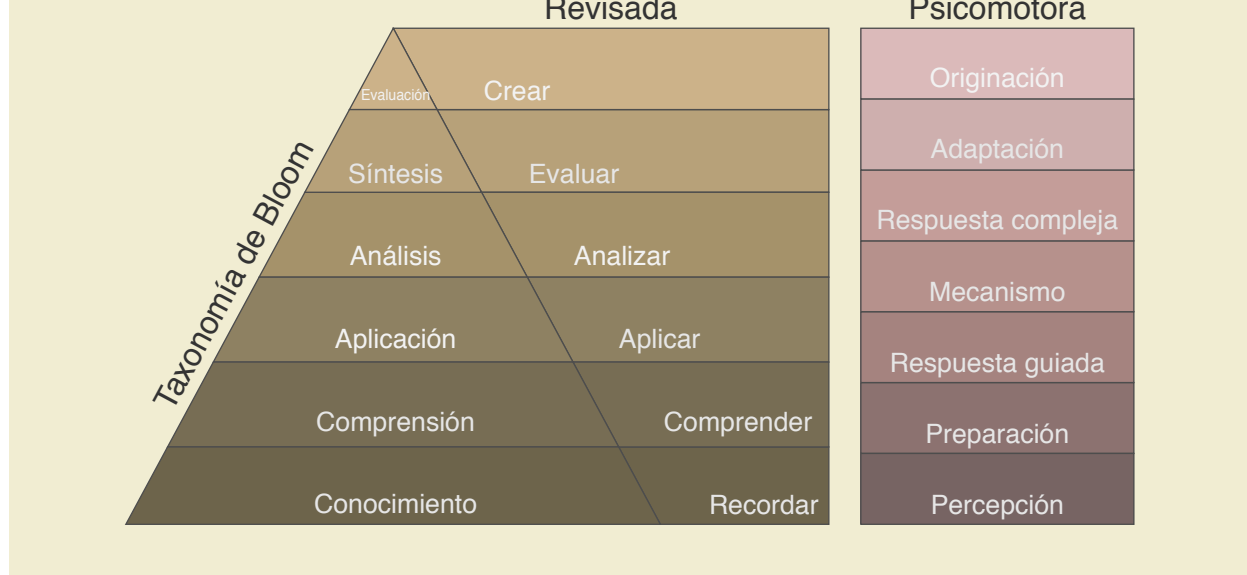 Revisada
Psicomotora
Taxonomía de Bloom
Evaluación
Crear
Síntesis
Evaluar
Análisis
Analizar
Aplicación
Aplicar
Comprensión
Comprender
Conocimiento
Recordar
Originación
Adaptación
Respuesta compleja
Mecanismo
Respuesta guiada
Preparación
Percepción